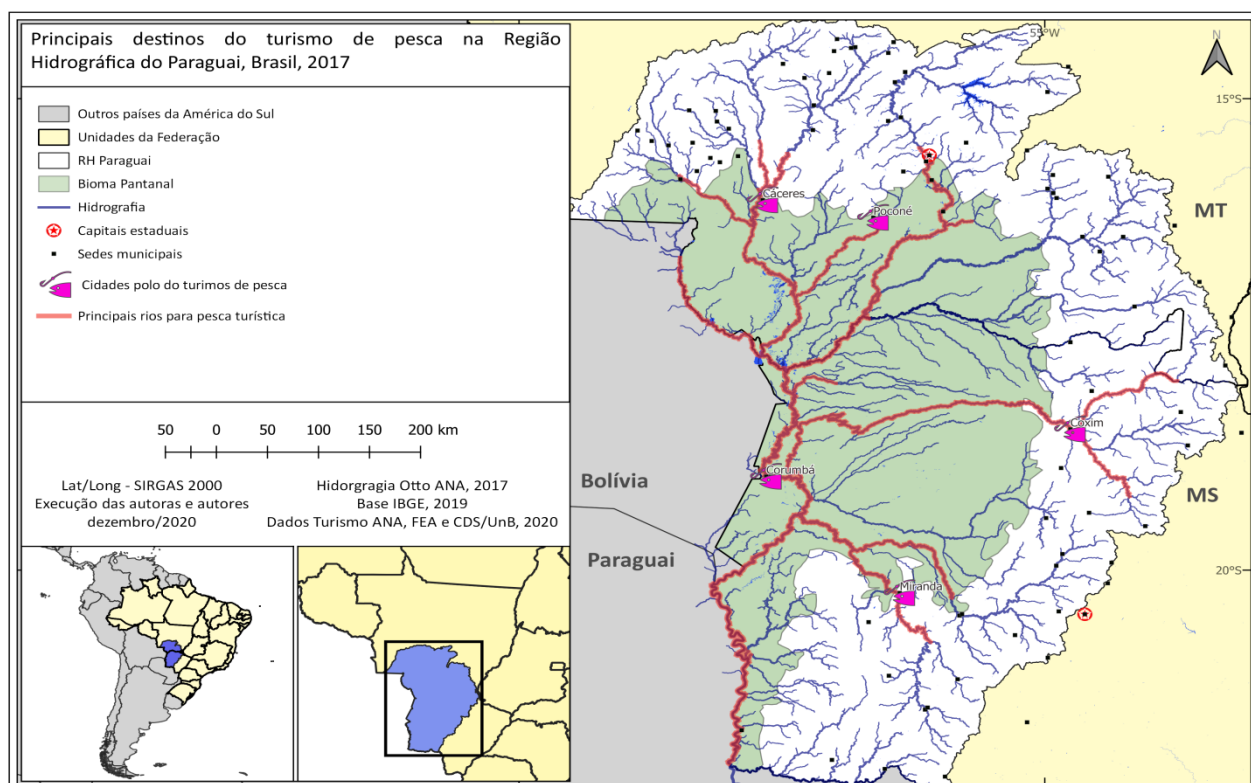 Principais destinos do turismo de pesca na Região
Hidrográfica do Paraguai, Brasil, 2017
Outros países da América do Sul
Unidades da Federação
RH Paraguai
Bioma Pantanal
Hidrografia
Capitais estaduais
Sedes municipais
Cidades polo do turimos de pesca
Principais rios para pesca turística
50 0 50 100 150 200 km
Lat/Long - SIRGAS 2000
Execução das autoras e autores
dezembro/2020
Hidorgragia Otto ANA, 2017
Base IBGE, 2019
Dados Turismo ANA, FEA e CDS/UnB, 2020
55°W
N
15°S
Cáceres
Poconé
MT
Coxim
Corumbá
Bolívia
MS
Paraguai
20°S
Miranda